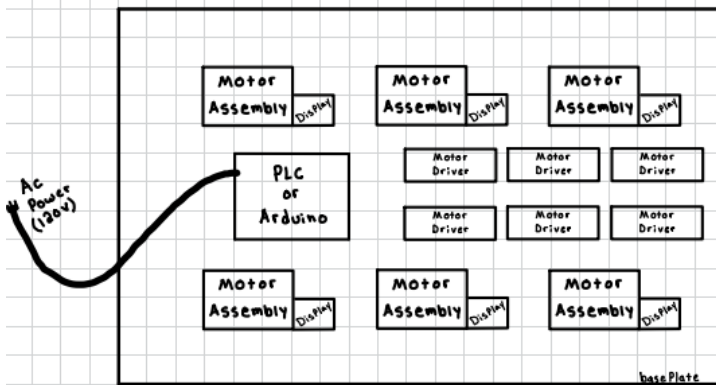 Motor
Assembly
Display
Motor
Assembly
Display
Motor
Assembly
Display
Ac
Power
(120V)
PLC
or
Arduino
Motor
Driver
Motor
Driver
Motor
Driver
Motor
Driver
Motor
Driver
Motor
Driver
Motor
Assembly
Display
Motor
Assembly
Display
Motor
Assembly
Display
basePlate